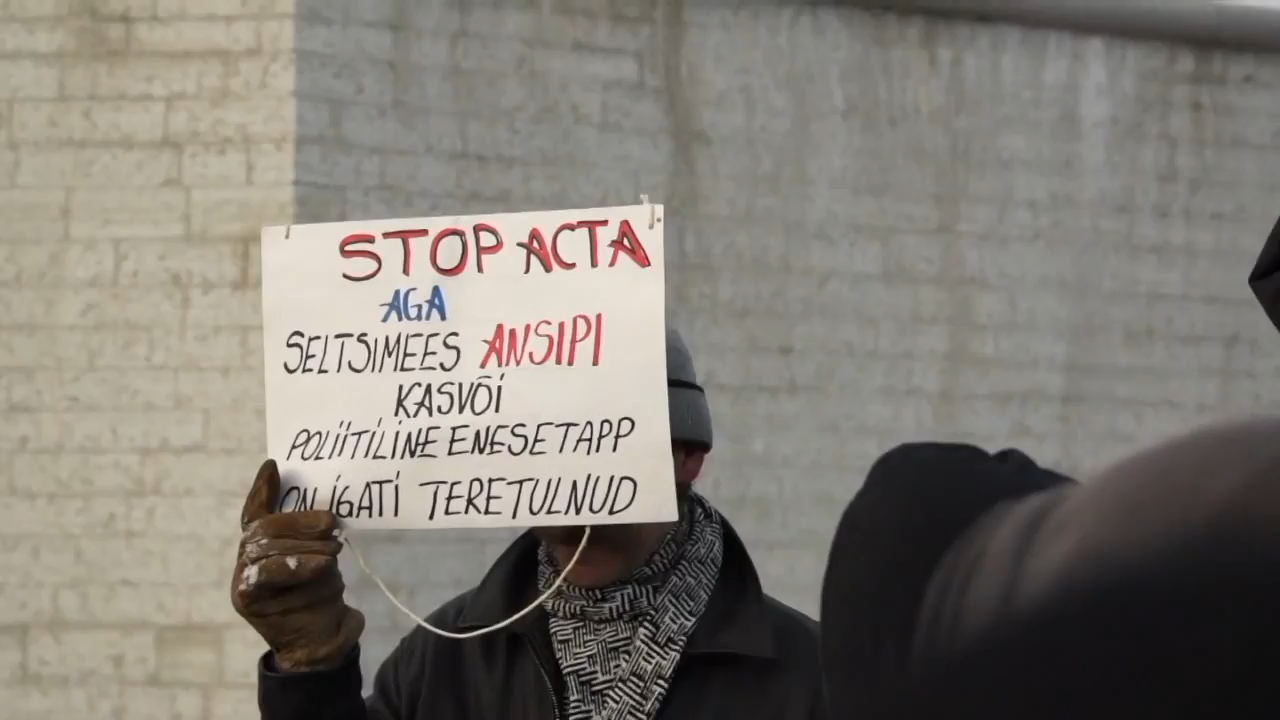 STOP ACTA
AGA
SELTSIMEES ANSIPI
KASVÕI
POLIITILINE ENESETAPP
ON IGATI TERETULNUD